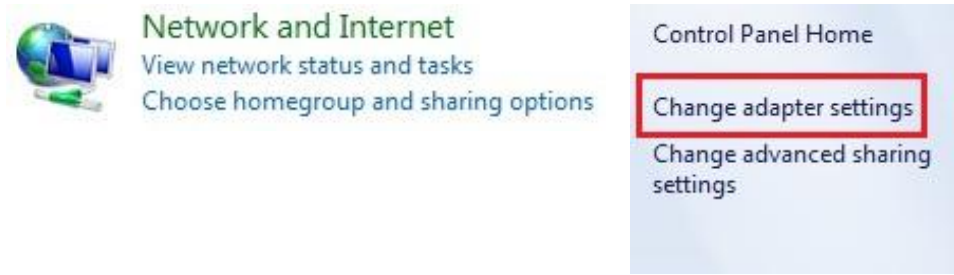 Network and Internet
View network status and tasks
Choose homegroup and sharing options
Control Panel Home
Change adapter settings
Change advanced sharing
settings